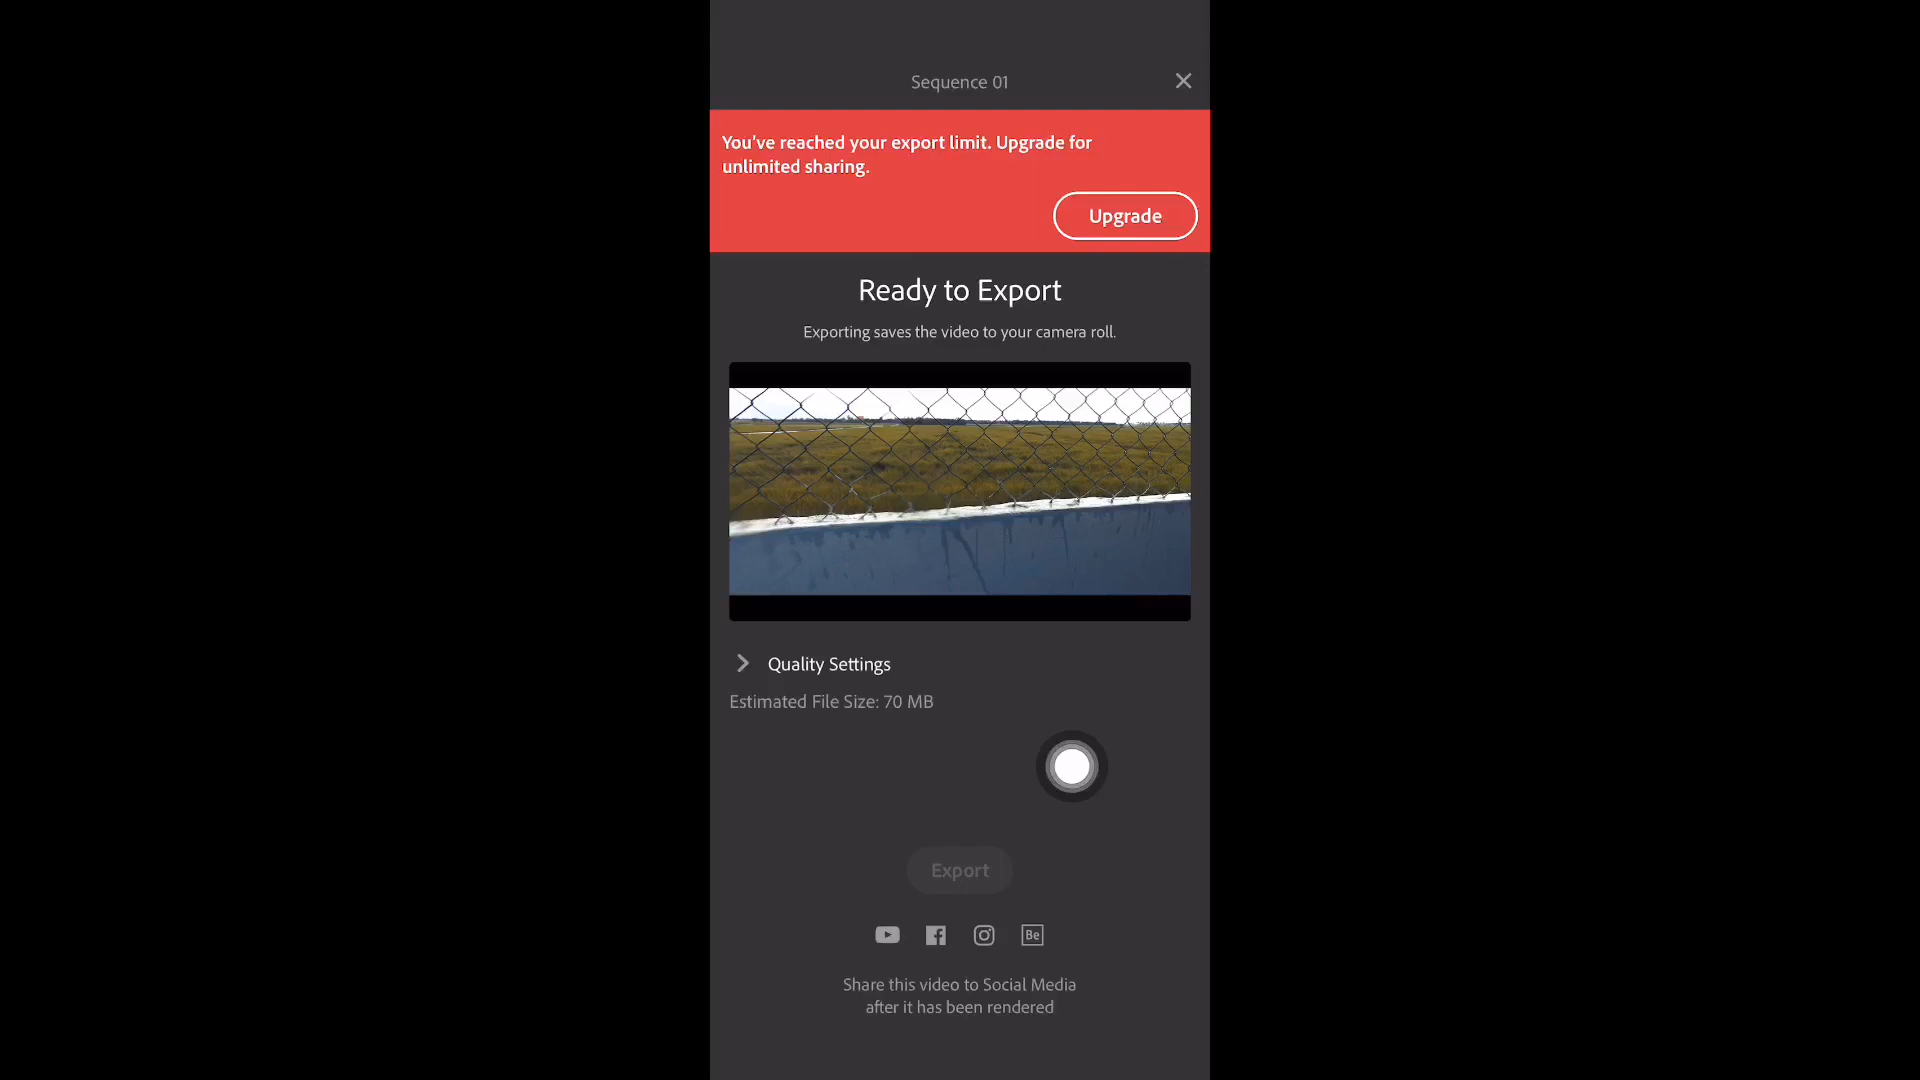 Sequence 01
You've reached your export limit. Upgrade for
unlimited sharing.
Upgrade
Ready to Export
Exporting saves the video to your camera roll.
Quality Settings
Estimated File Size: 70 MB
Export
Be
Share this video to Social Media
after it has been rendered